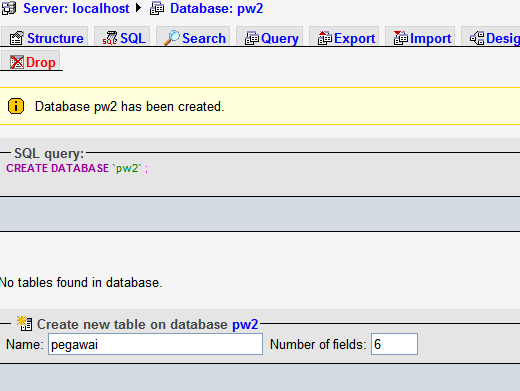 Server: localhost Database: pw2
Structure SQL Search Query Export Import Desig
Drop
Database pw2 has been created.
SQL query:
CREATE DATABASE `pw2` ;
No tables found in database.
Create new table on database pw2
Name: pegawai Number of fields: 6